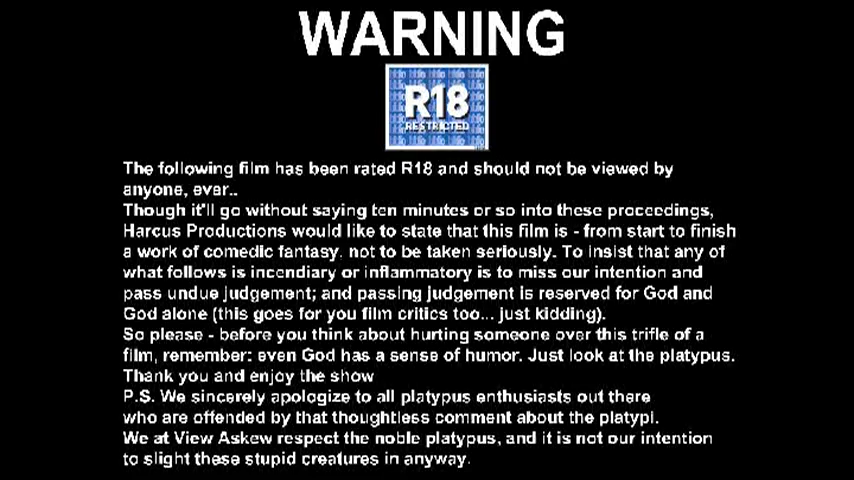 WARNING
R18
RESTRICTED
The following film has been rated R18 and should not be viewed by
anyone, ever..
Though it'll go without saying ten minutes or so into these proceedings,
Harcus Productions would like to state that this film is - from start to finish
a work of comedic fantasy, not to be taken seriously. To insist that any of
what follows is incendiary or inflammatory is to miss our intention and
pass undue judgement; and passing judgement is reserved for God and
God alone (this goes for you film critics too... just kidding).
So please - before you think about hurting someone over this trifle of a
film, remember: even God has a sense of humor. Just look at the platypus.
Thank you and enjoy the show
P.S. We sincerely apologize to all platypus enthusiasts out there
who are offended by that thoughtless comment about the platypi.
We at View Askew respect the noble platypus, and it is not our intention
to slight these stupid creatures in anyway.